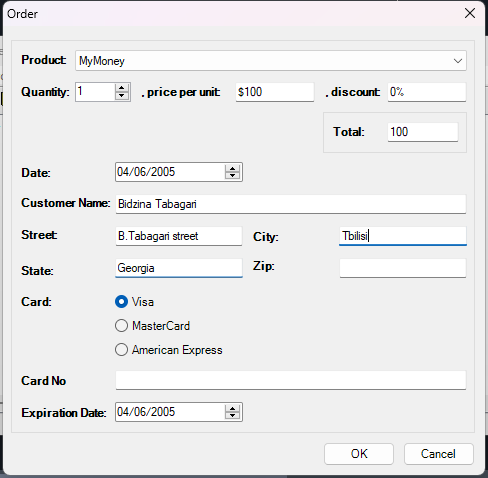 Order
Product: MyMoney
Quantity: 1 , price per unit: $100 , discount: 0%
Total: 100
Date: 04/06/2005
Customer Name: Bidzina Tabagari
Street: B.Tabagari street City: Tbilisi
State: Georgia Zip:
Card: Visa
MasterCard
American Express
Card No
Expiration Date: 04/06/2005
OK Cancel